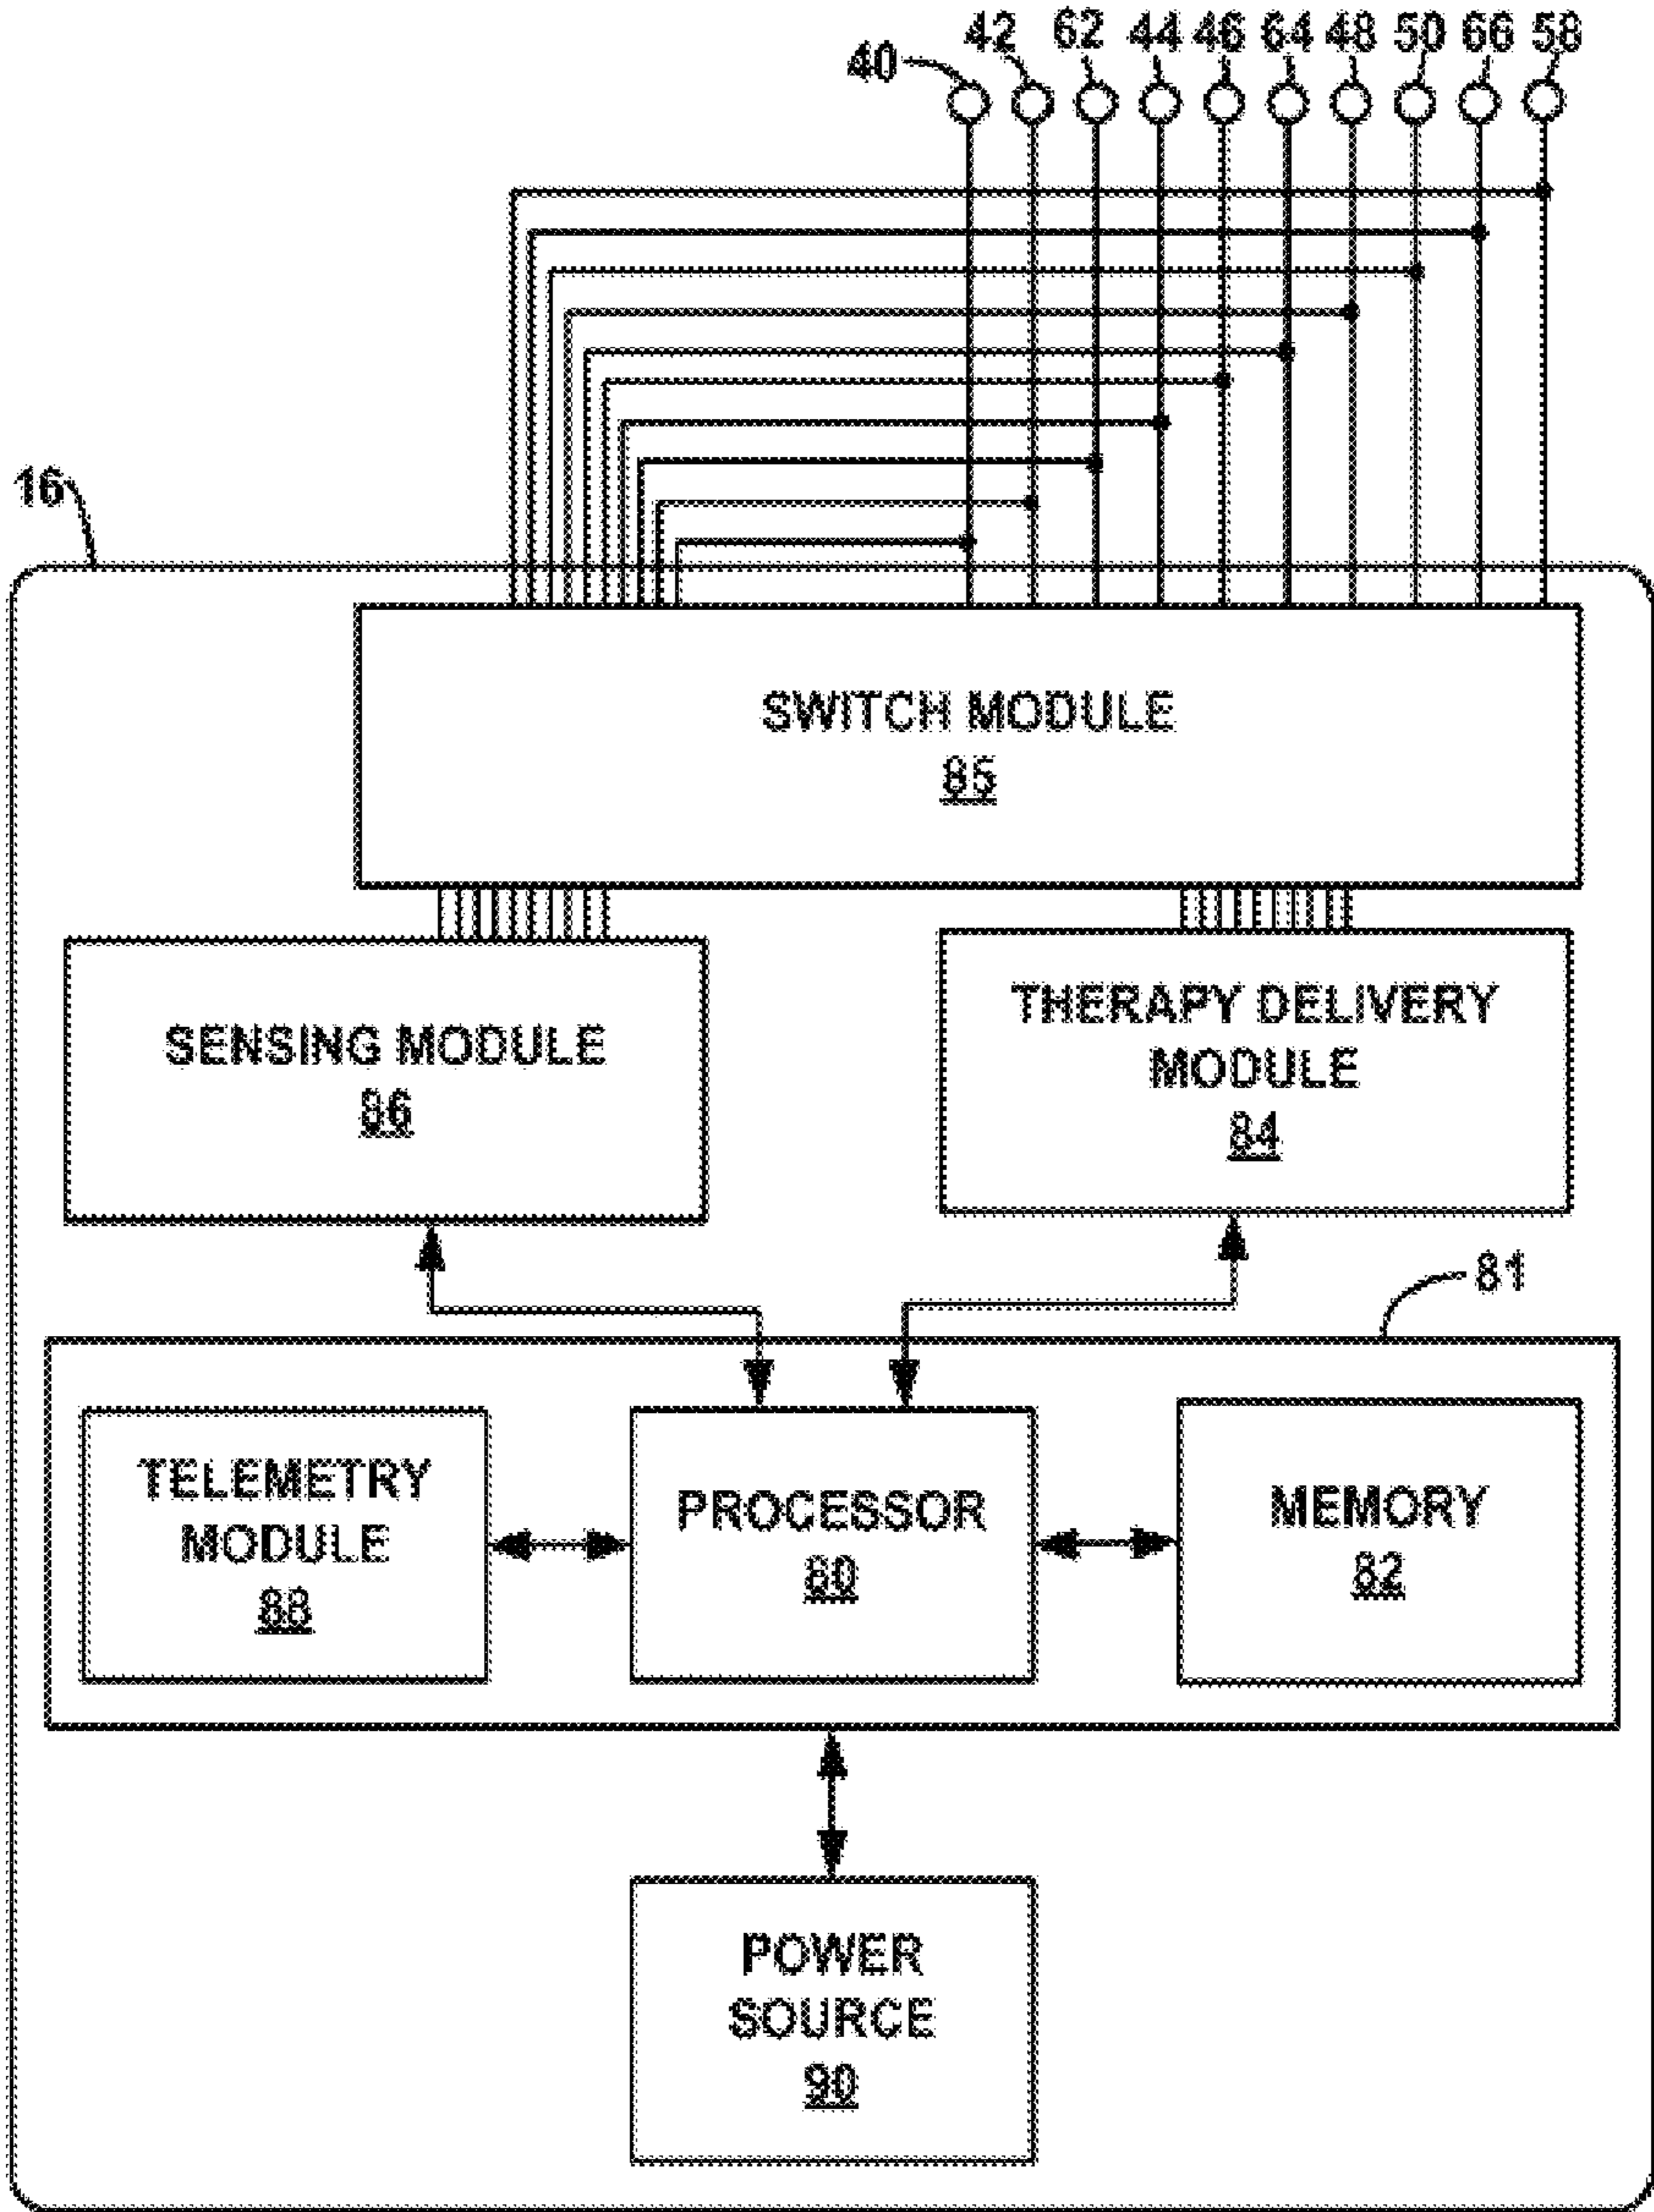 40 42 62 44 46 64 48 50 66 58
16
SWITCH MODULE
85
SENSING MODULE
86
THERAPY DELIVERY
MODULE
84
81
TELEMETRY
MODULE
88
PROCESSOR
80
MEMORY
82
POWER
SOURCE
90